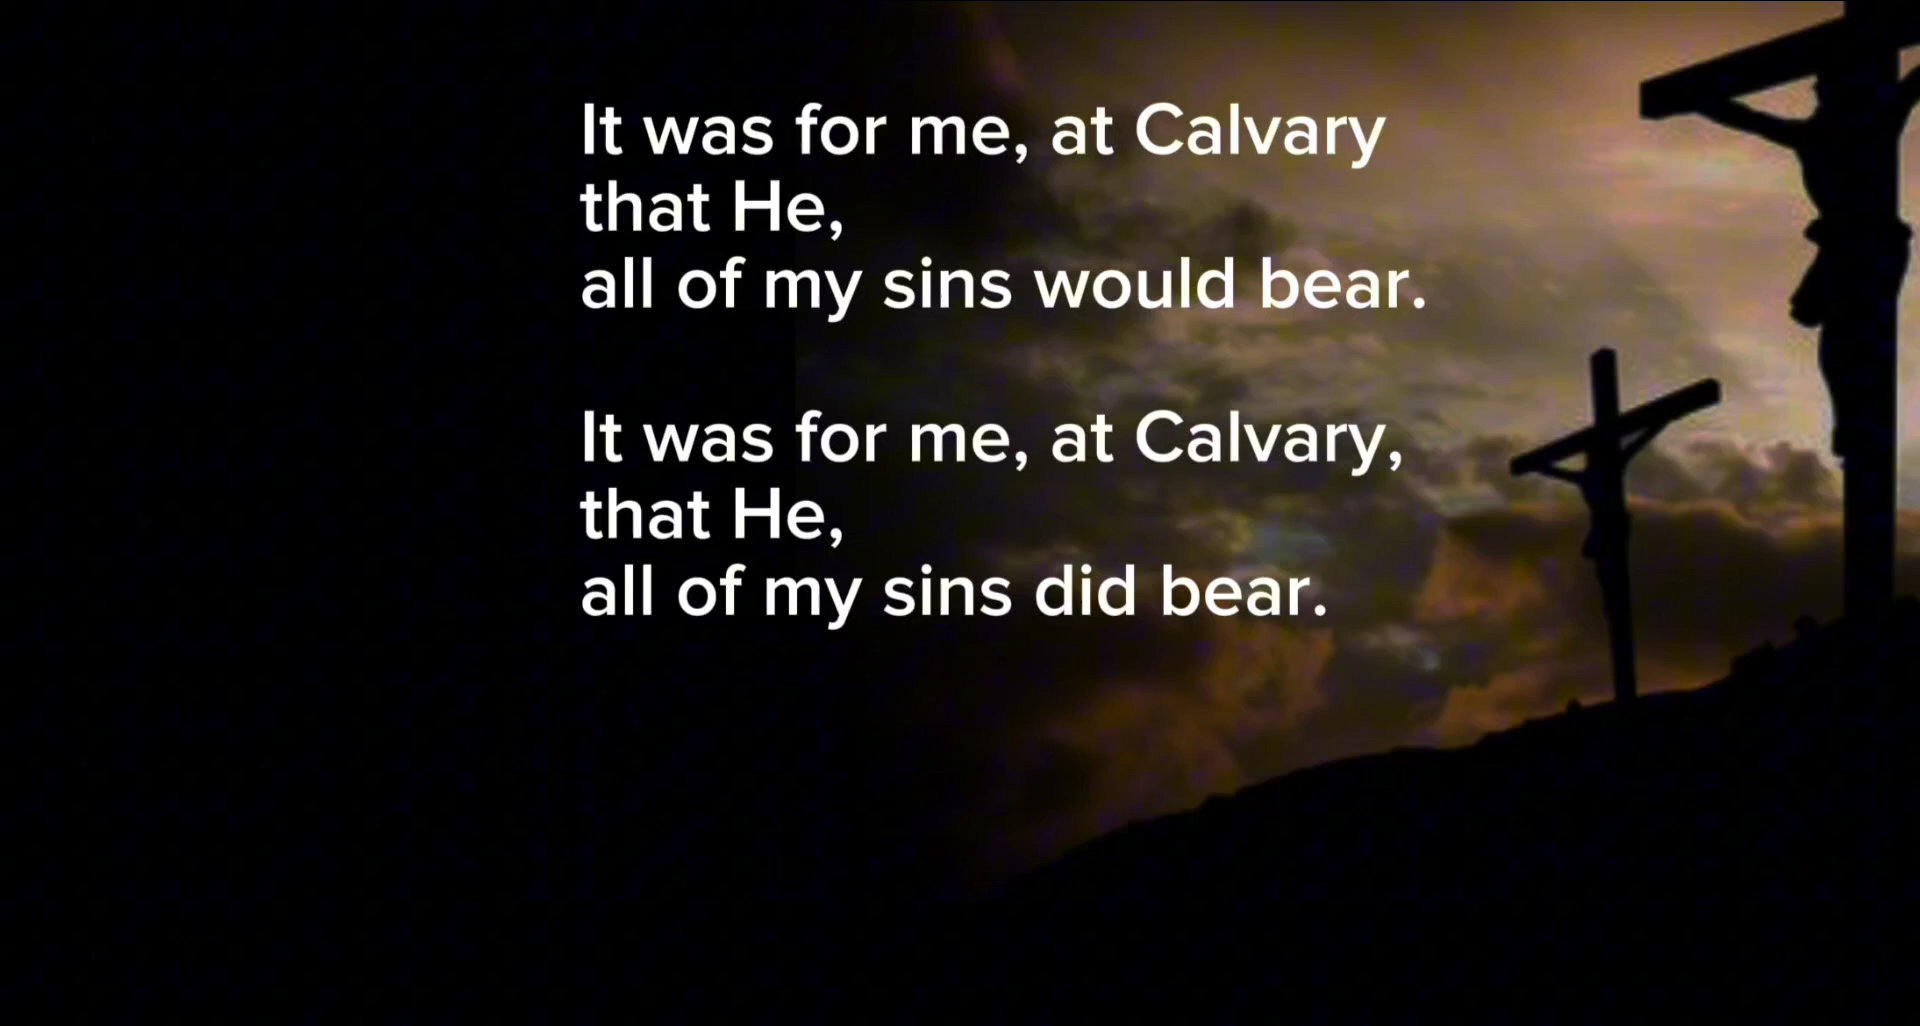 It was for me, at Calvary
that He,
all of my sins would bear.
It was for me, at Calvary,
that He,
all of my sins did bear.